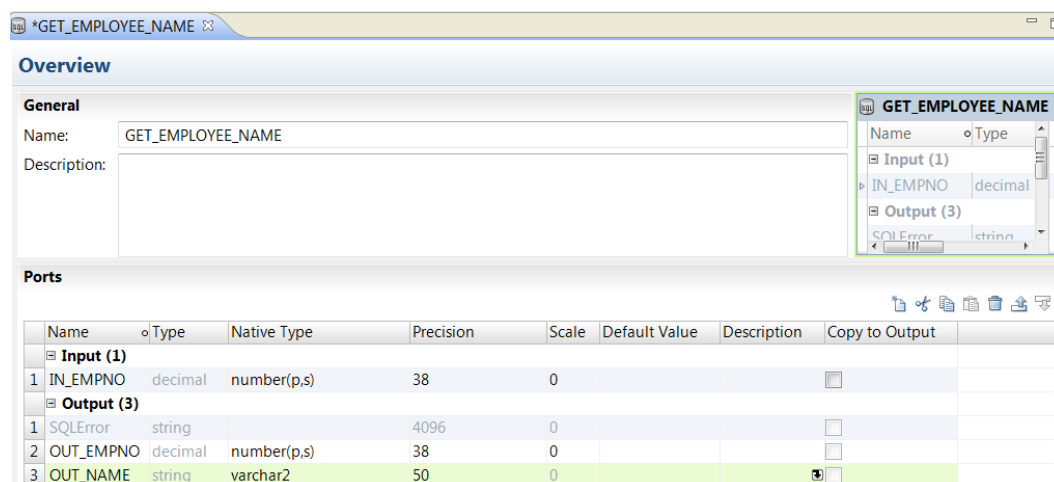 *GET_EMPLOYEE_NAME
Overview
General
Name: GET_EMPLOYEE_NAME
Description:
GET_EMPLOYEE_NAME
Name Type
Input (1)
IN_EMPNO decimal
Output (3)
SQLError string
Ports
Name Type Native Type Precision Scale Default Value Description Copy to Output
Input (1)
1 IN_EMPNO decimal number(p,s) 38 0
Output (3)
1 SQLError string 4096 0
2 OUT_EMPNO decimal number(p,s) 38 0
3 OUT_NAME string varchar2 50 0